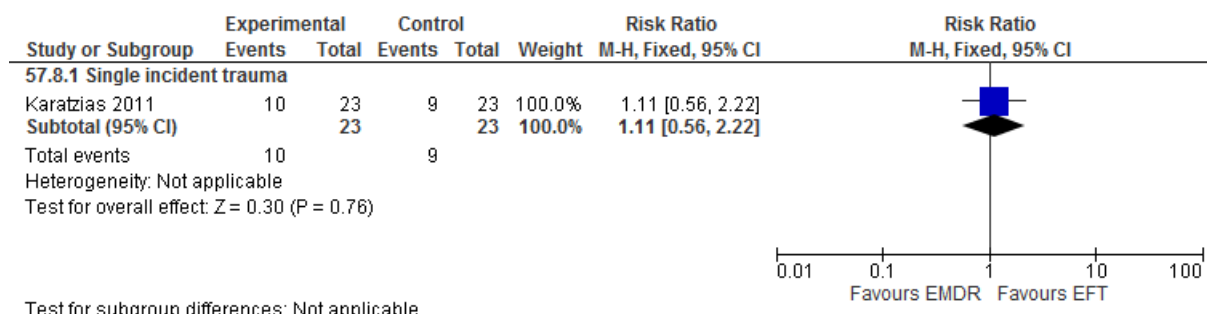 Experimental Control Risk Ratio Risk Ratio
Study or Subgroup Events Total Events Total Weight M-H, Fixed, 95% CI M-H, Fixed, 95% CI
57.8.1 Single incident trauma
Karatzias 2011 10 23 9 23 100.0% 1.11 [0.56, 2.22]
Subtotal (95% CI) 23 23 100.0% 1.11 [0.56, 2.22]
Total events 10 9
Heterogeneity: Not applicable
Test for overall effect: Z = 0.30 (P = 0.76)
0.01 0.1 1 10 100
Favours EMDR Favours EFT
Test for subgroup differences: Not applicable